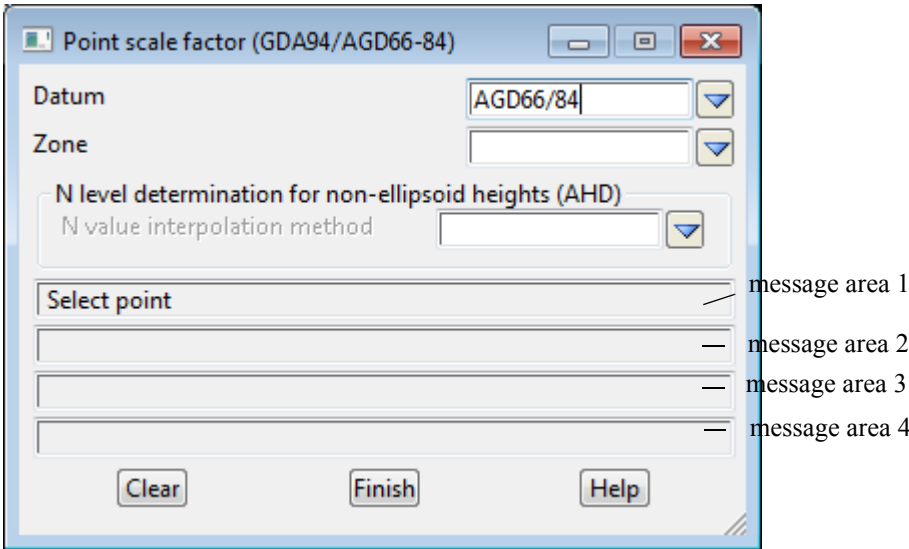 Point scale factor (GDA94/AGD66-84)
Datum AGD66/84
Zone
N level determination for non-ellipsoid heights (AHD)
N value interpolation method
Select point message area 1
message area 2
message area 3
message area 4
Clear Finish Help